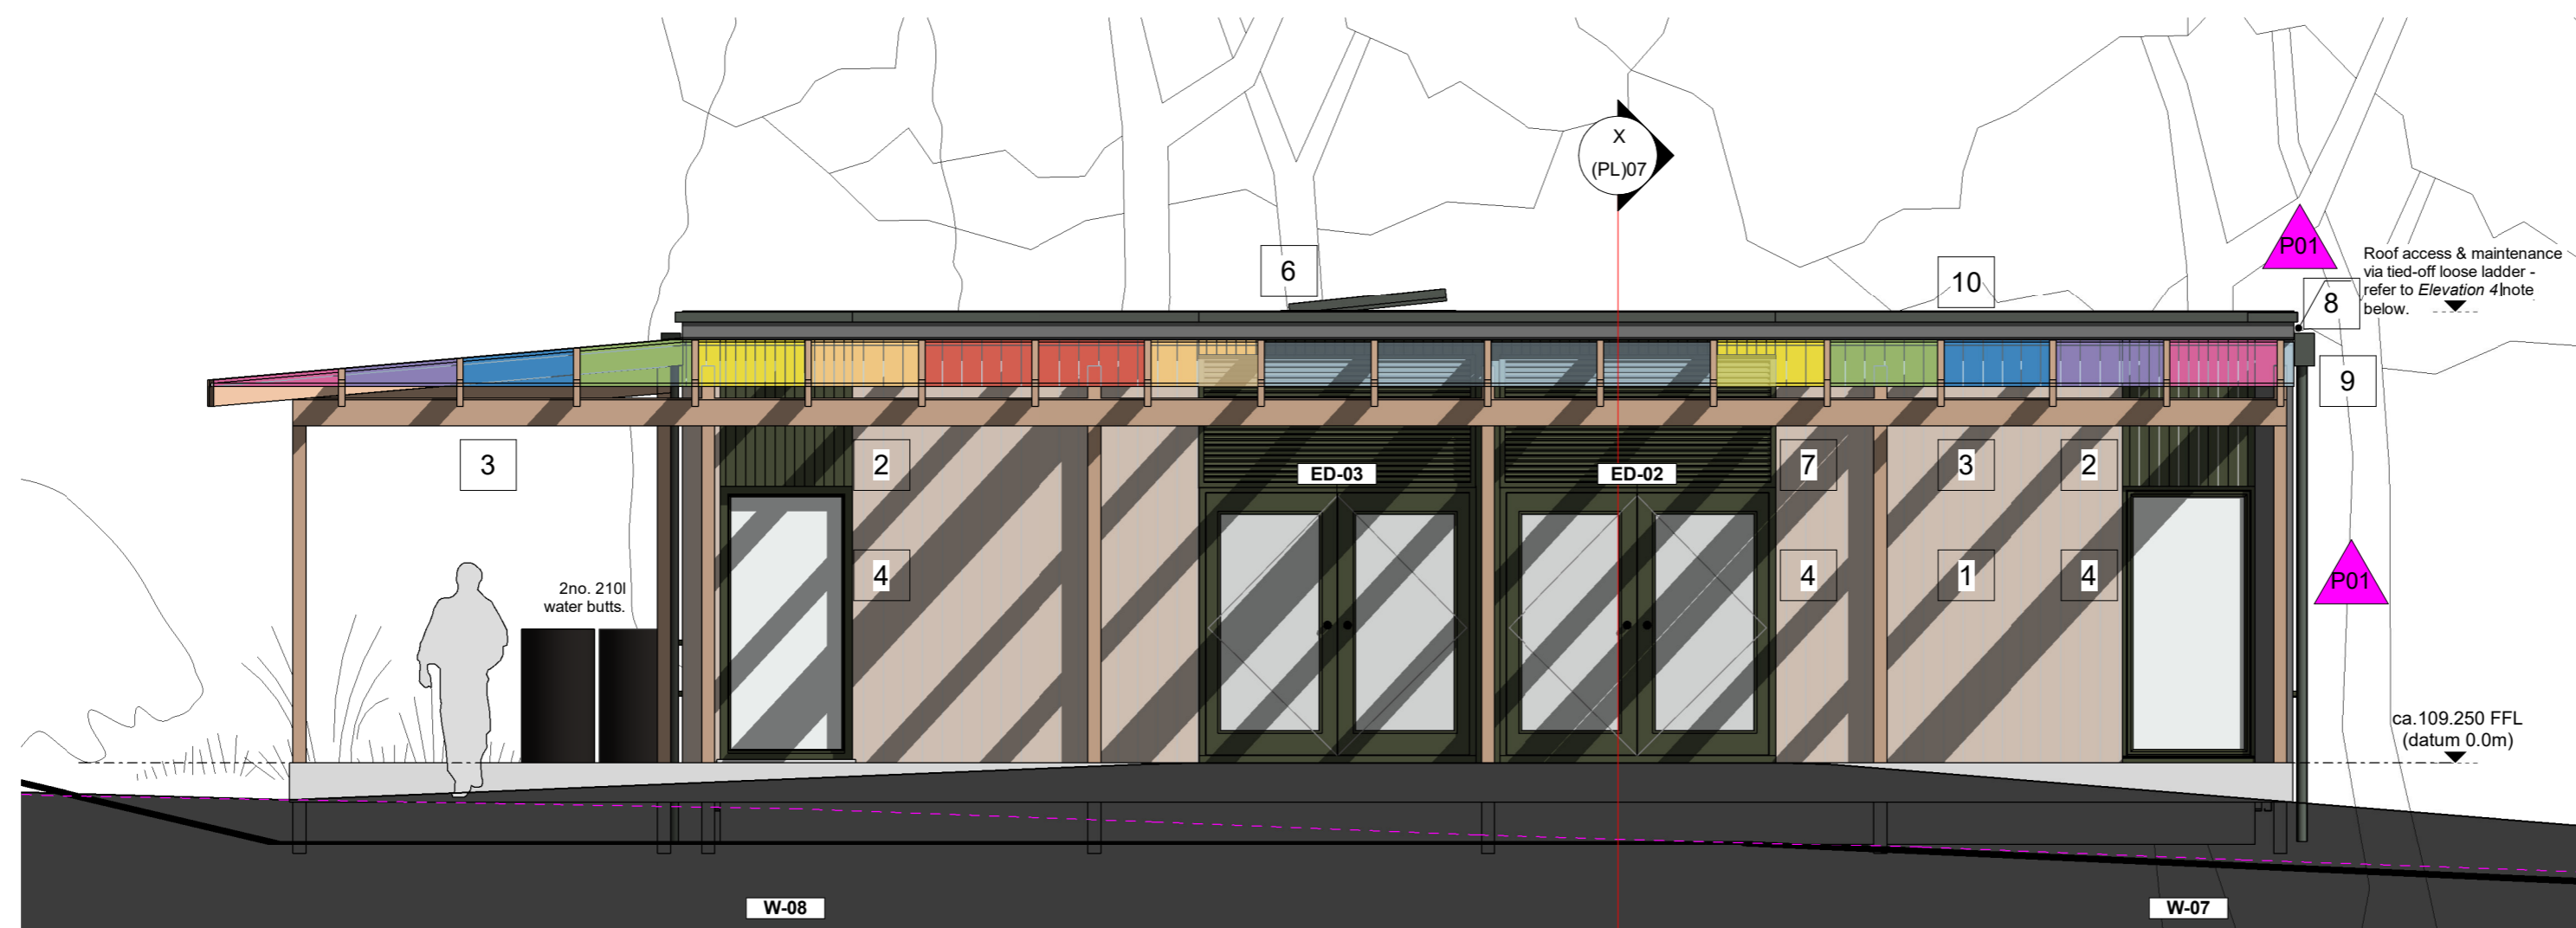 X
(PL)07
P01
Roof access & maintenance
via tied-off loose ladder -
refer to Elevation 4 note
below.
6
10
8
9
3
2
ED-03
ED-02
7
3
2
4
4
1
4
P01
2no. 210l
water butts.
ca.109.250 FFL
(datum 0.0m)
W-08
W-07